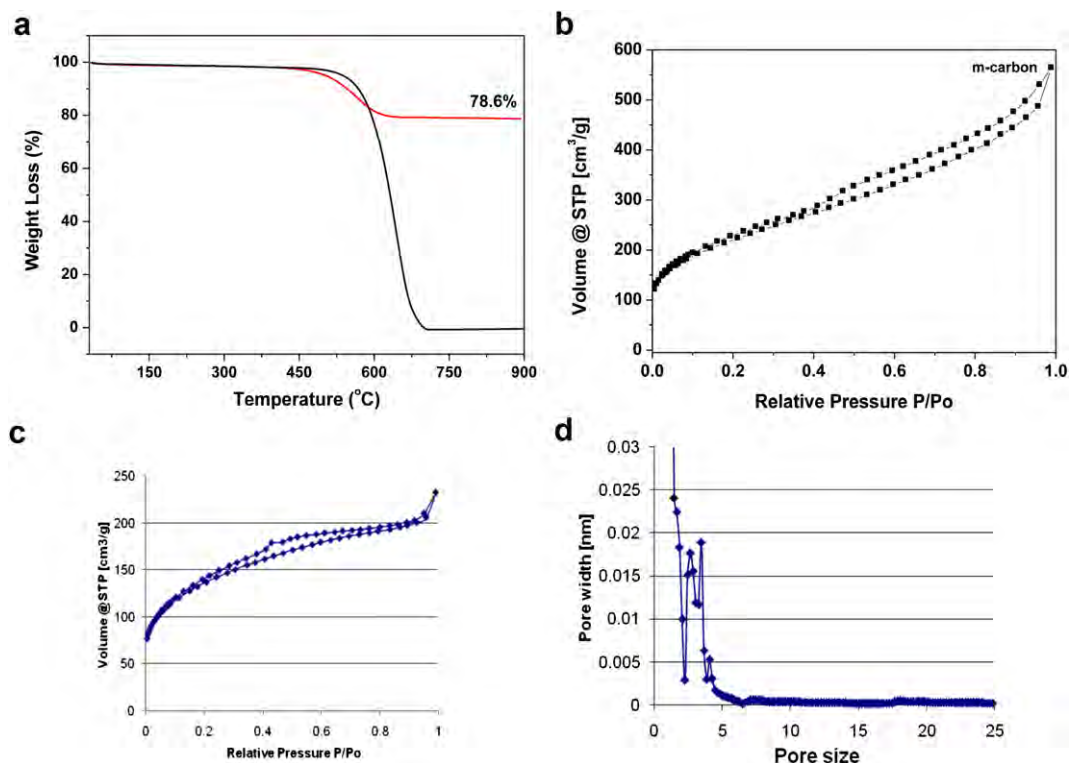 a
100
80
60
40
20
0
78.6%
150 300 450 600 750 900
Weight Loss (%)
Temperature (°C)
b
600
500
400
300
200
100
0
m-carbon
0.0 0.2 0.4 0.6 0.8 1.0
Volume @ STP [cm³/g]
Relative Pressure P/Po
c
250
200
150
100
50
0
0 0.2 0.4 0.6 0.8 1
Volume @STP [cm3/g]
Relative Pressure P/Po
d
0.03
0.025
0.02
0.015
0.01
0.005
0
0 5 10 15 20 25
Pore width [nm]
Pore size